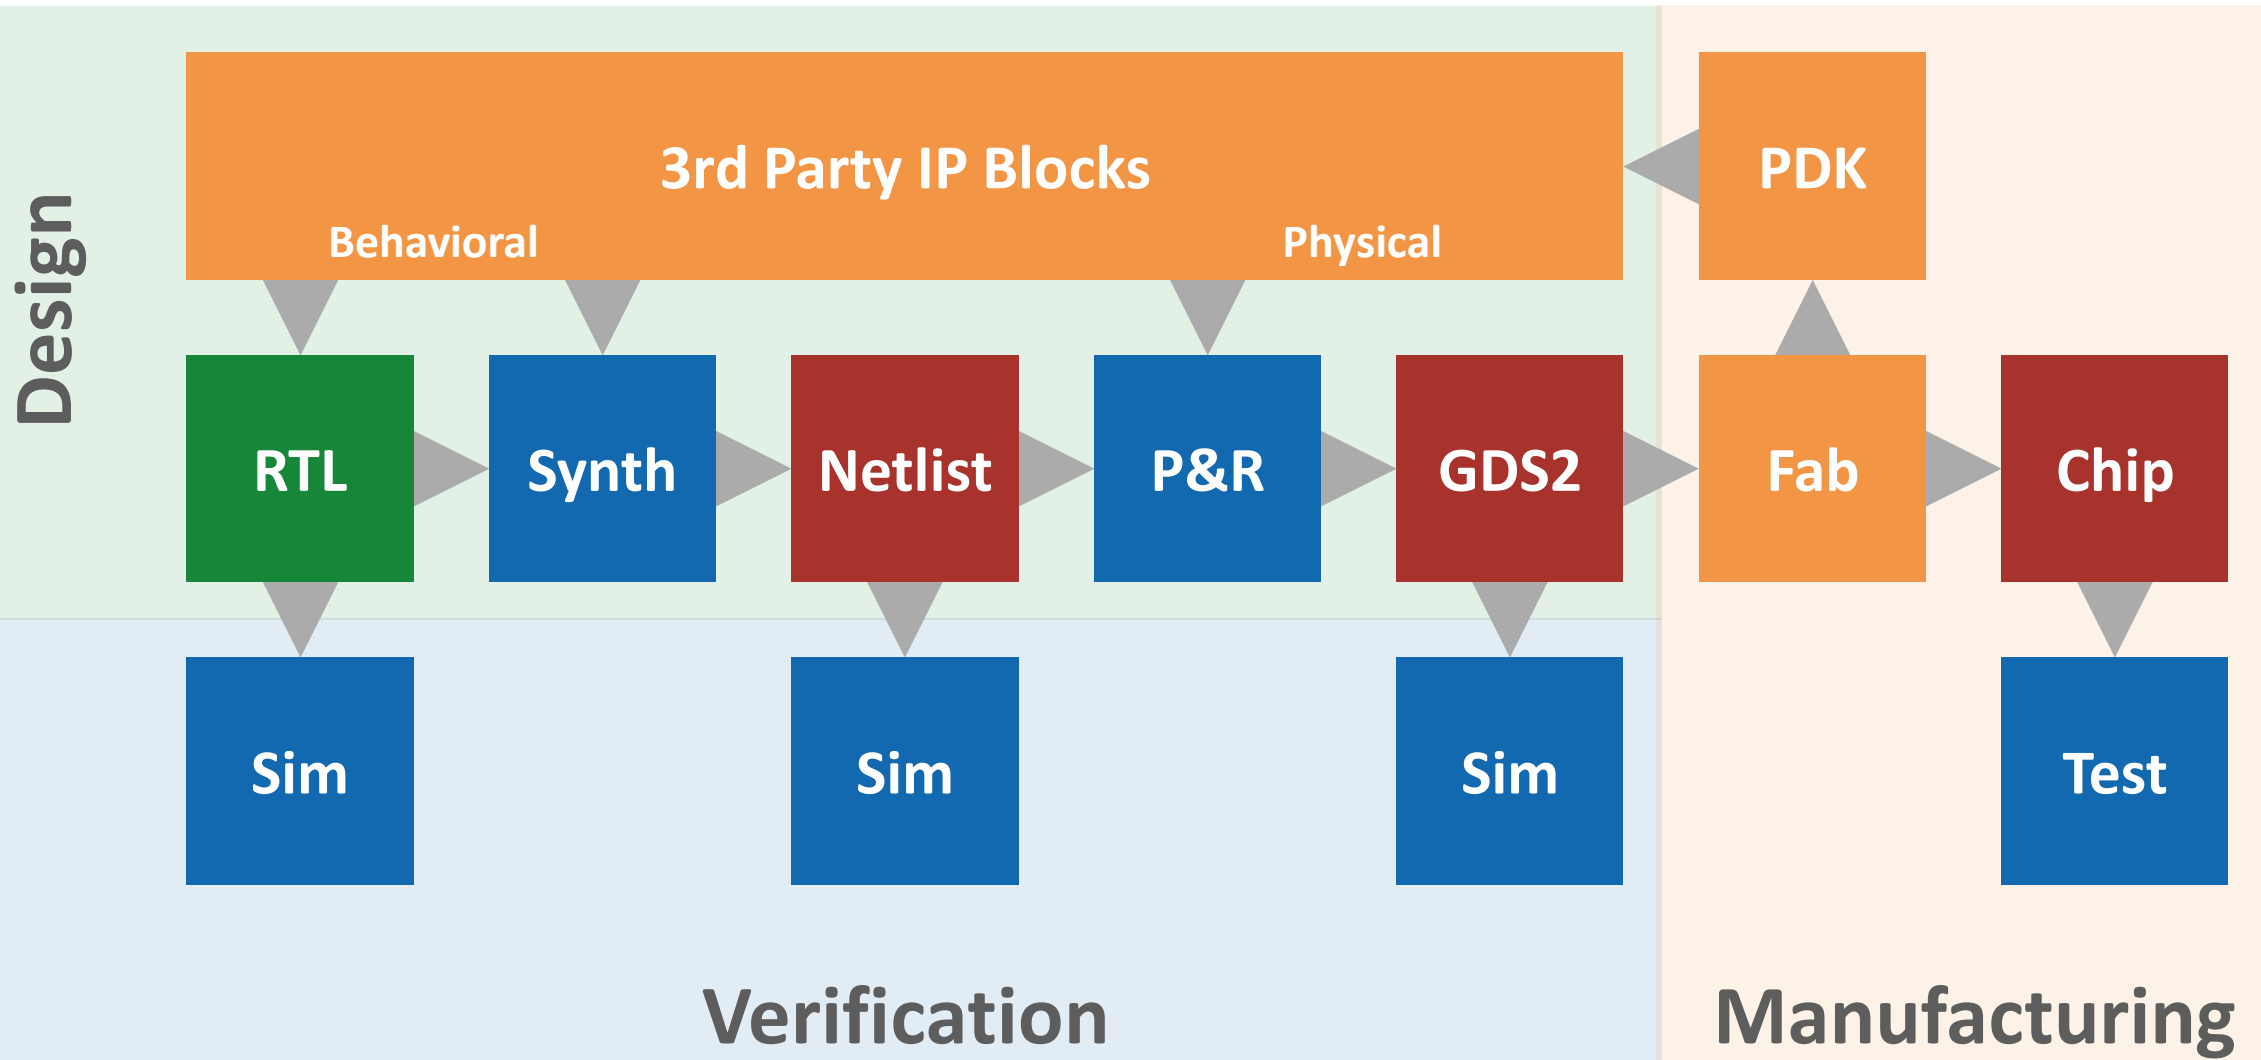 Design
3rd Party IP Blocks
Behavioral
Physical
PDK
RTL
Synth
Netlist
P&R
GDS2
Fab
Chip
Sim
Sim
Sim
Test
Verification
Manufacturing